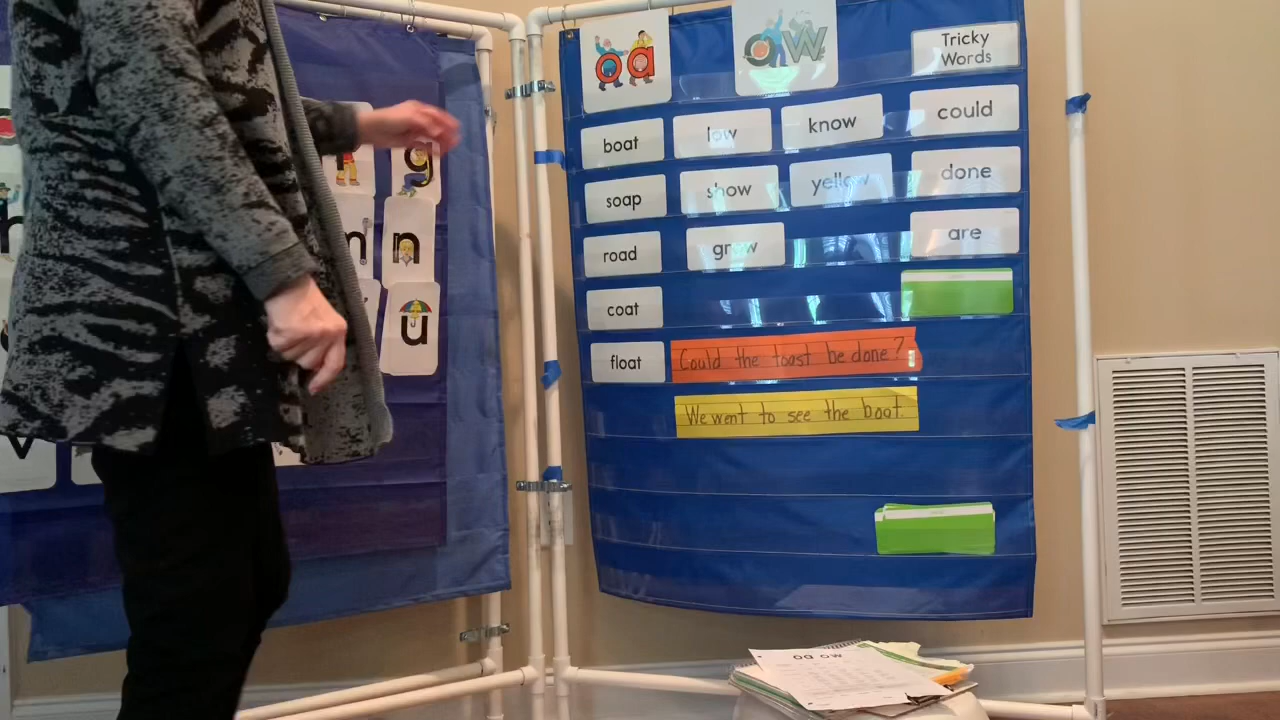 oa
ow
Tricky
Words
boat
low
know
could
soap
show
yellow
done
road
grow
are
coat
float
Could the toast be done?
We went to see the boat.
g
n
u